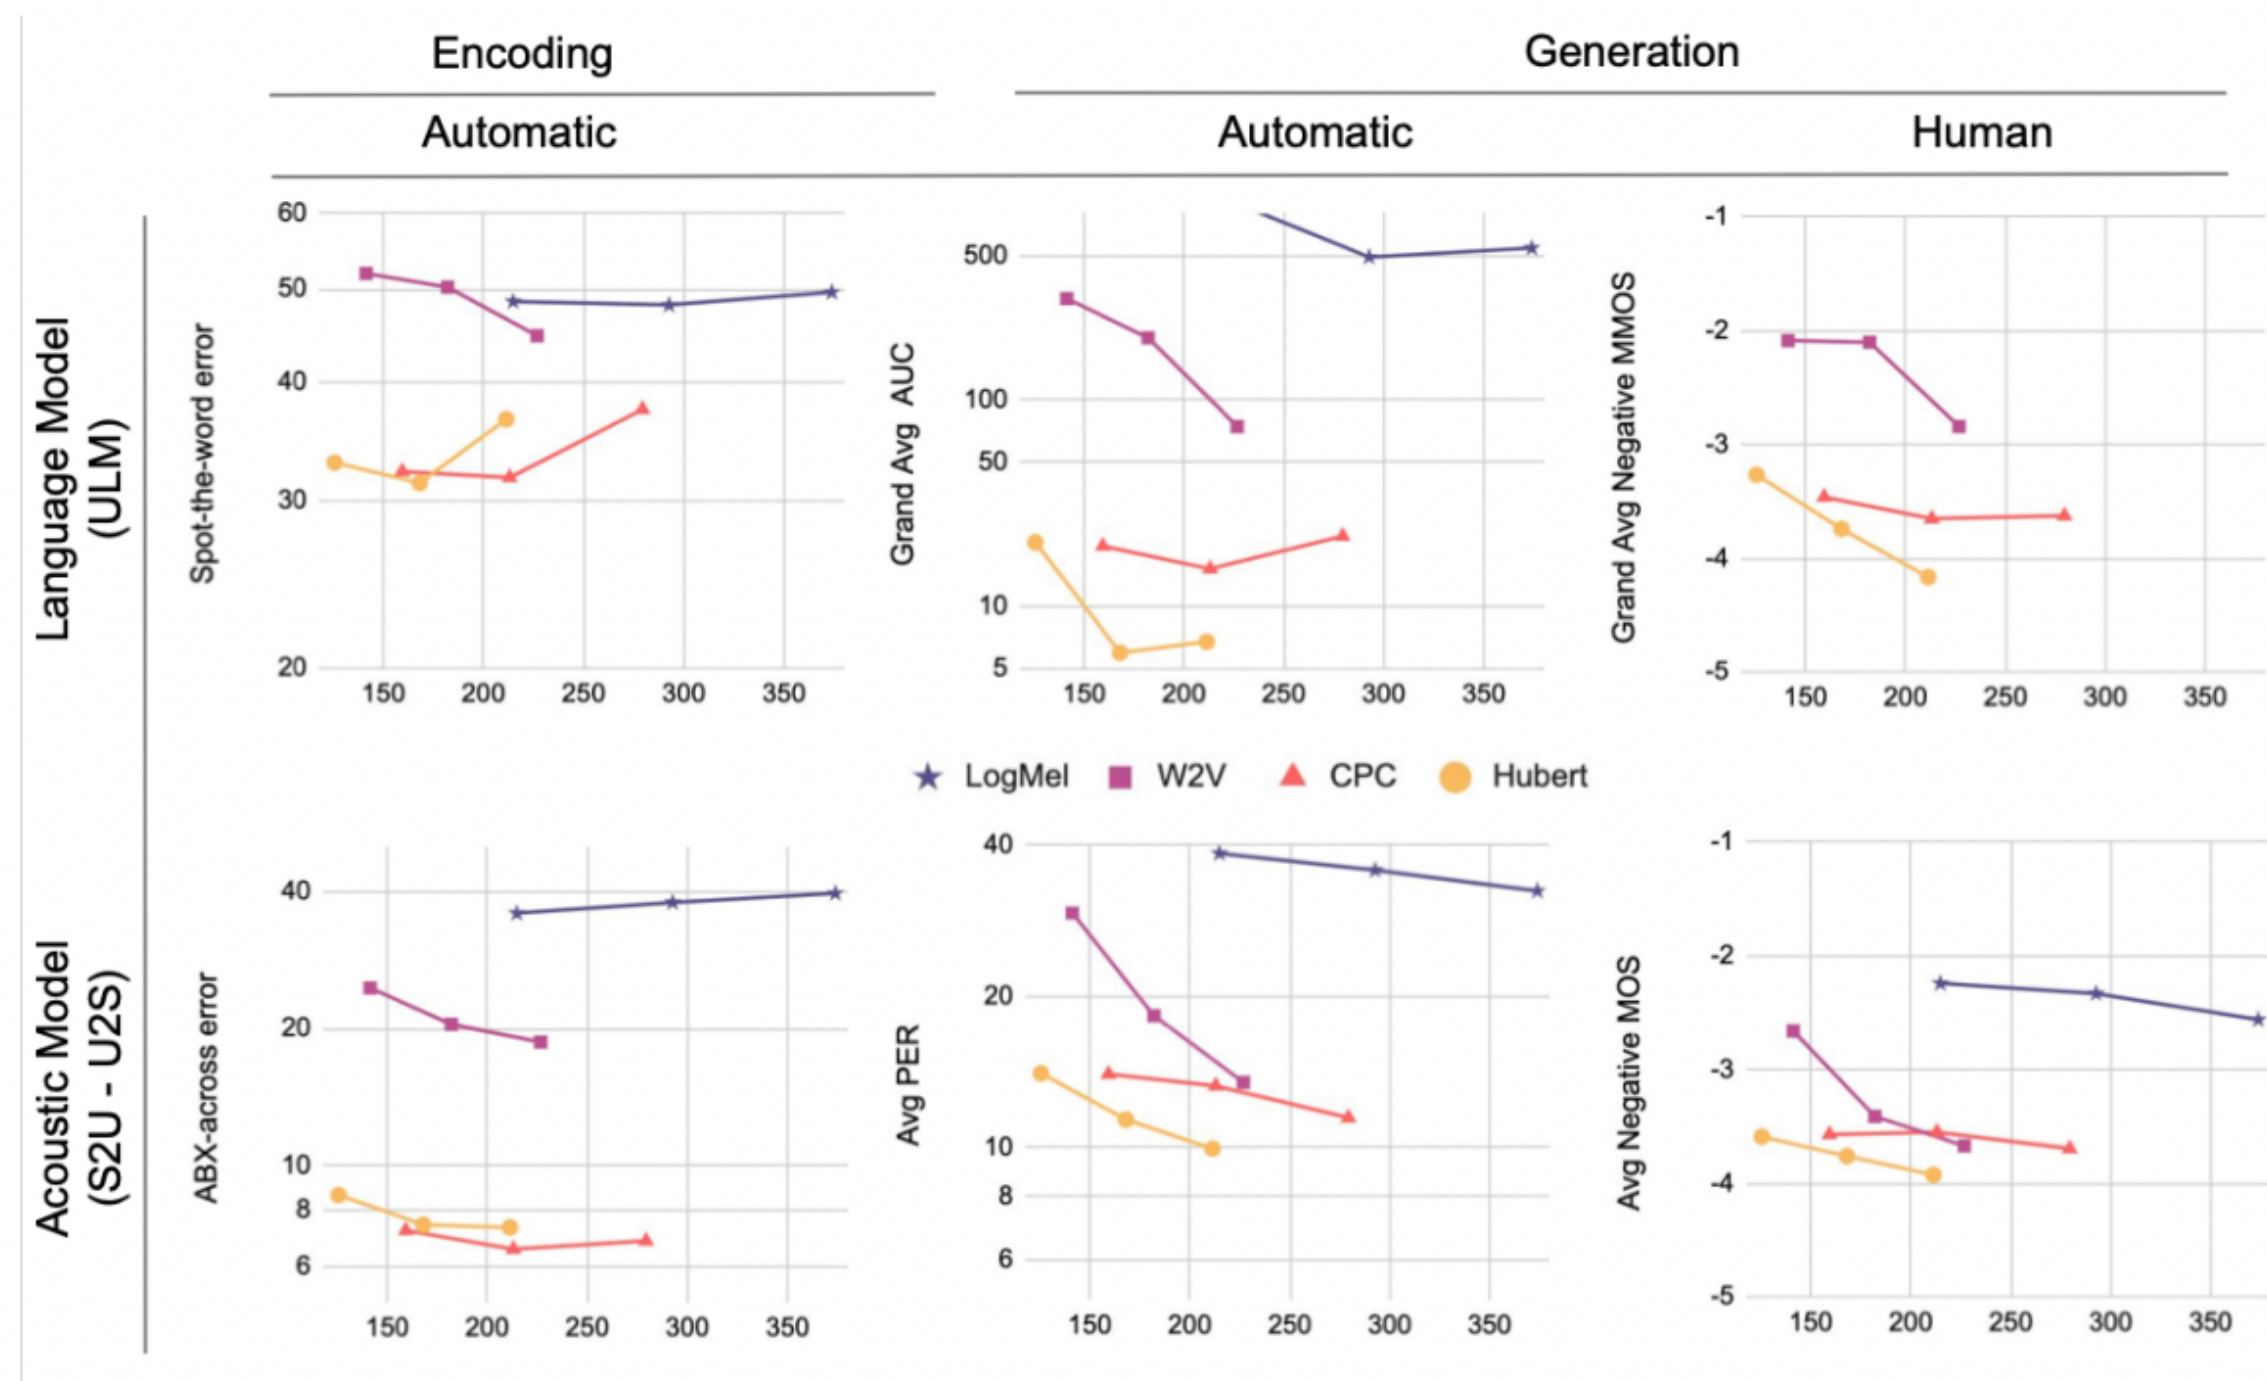 Encoding
Generation
Automatic
Automatic
Human
Language Model
(ULM)
Spot-the-word error
60
50
40
30
20
150 200 250 300 350
Grand Avg AUC
500
100
50
10
5
150 200 250 300 350
Grand Avg Negative MMOS
-1
-2
-3
-4
-5
150 200 250 300 350
LogMel W2V CPC Hubert
Acoustic Model
(S2U - U2S)
ABX-across error
40
20
10
8
6
150 200 250 300 350
Avg PER
40
20
10
8
6
150 200 250 300 350
Avg Negative MOS
-1
-2
-3
-4
-5
150 200 250 300 350